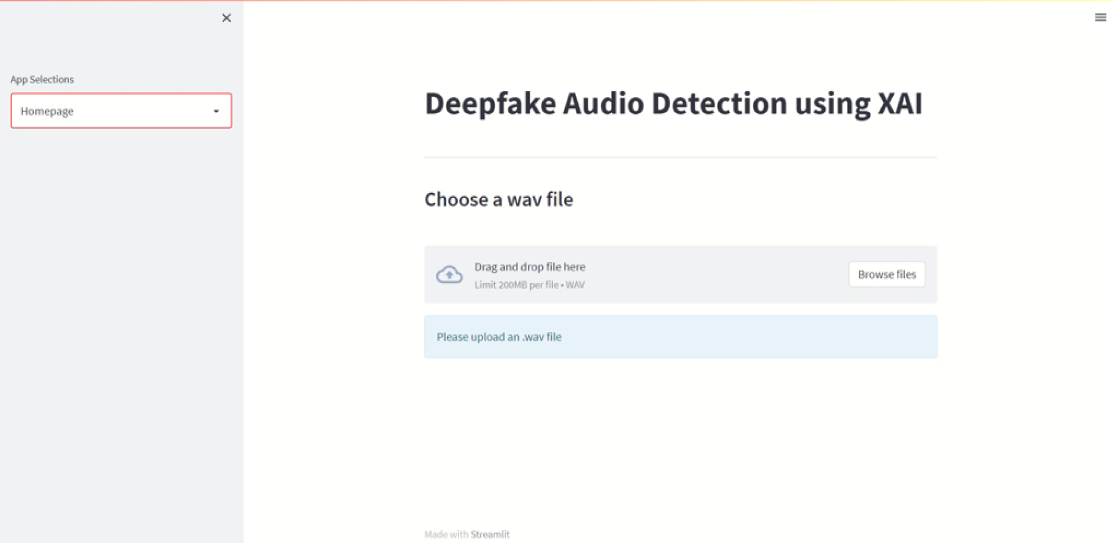 App Selections
Homepage
Deepfake Audio Detection using XAI
Choose a wav file
Drag and drop file here
Limit 200MB per file • WAV
Browse files
Please upload an .wav file
Made with Streamlit